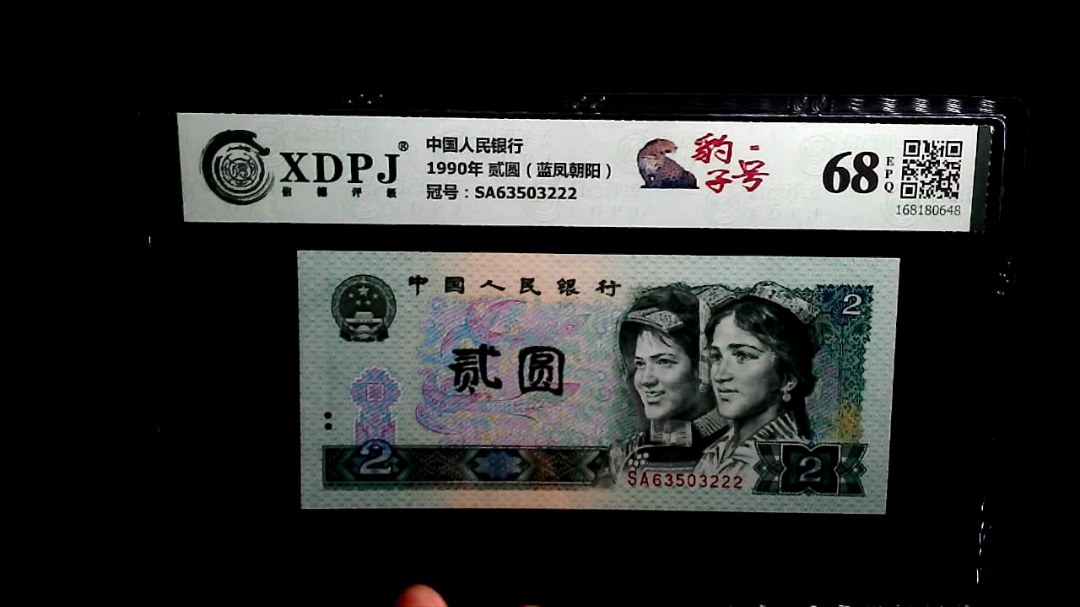 XDPJ®
信德评级
中国人民银行
1990年 贰圆（蓝凤朝阳）
冠号：SA63503222
豹子号
68
EPQ
168180648
中国人民银行
2
贰圆
2
SA63503222
2